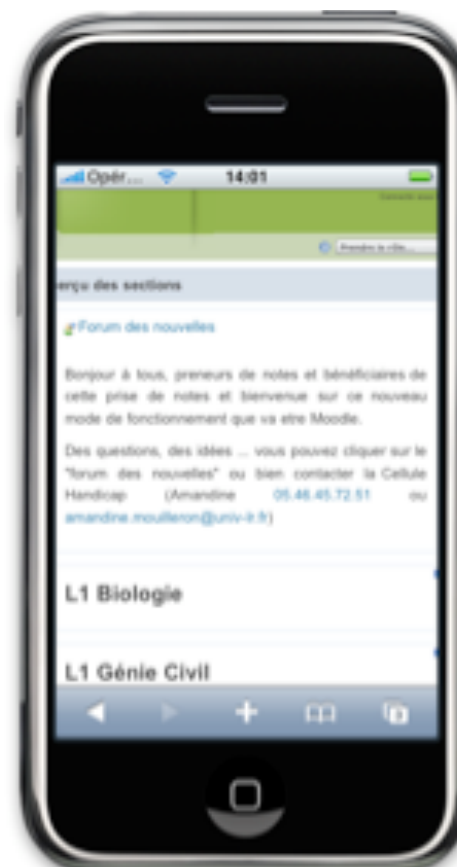 Opér... 14:01
Prendre le rôle...
erçu des sections
Forum des nouvelles
Bonjour à tous, preneurs de notes et bénéficiaires de
cette prise de notes et bienvenue sur ce nouveau
mode de fonctionnement que va etre Moodle.
Des questions, des idées ... vous pouvez cliquer sur le
"forum des nouvelles" ou bien contacter la Cellule
Handicap (Amandine 05.46.45.72.51 ou
amandine.mouilleron@univ-lr.fr)
L1 Biologie
L1 Génie Civil